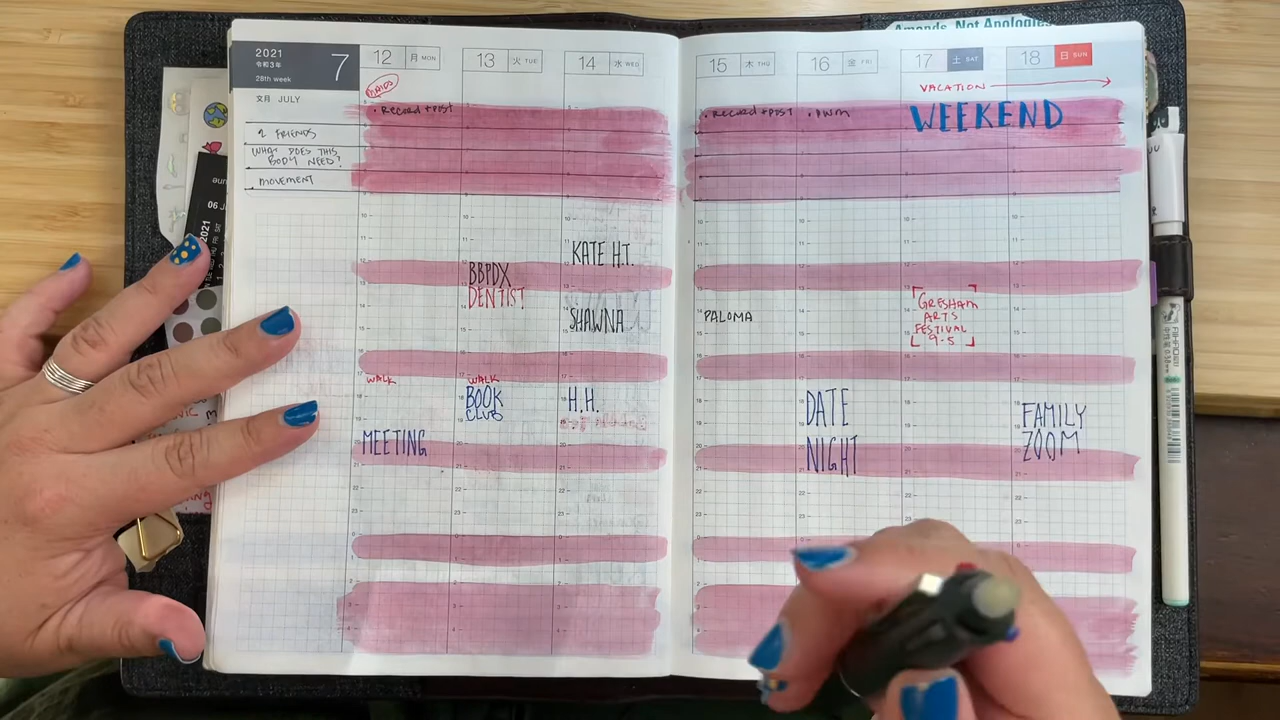 Amends, Not Apologies
2021
令和3年
28th week
7
12 月 MON
13 火 TUE
14 水 WED
15 木 THU
16 金 FRI
17 土 SAT
18 日 SUN
文月 JULY
MAIDS
VACATION
• RECORD + POST
• RECORD + POST
• PWM
WEEKEND
2 FRIENDS
WHAT DOES THIS
BODY NEED?
MOVEMENT
KATE H.T.
BBPDX
DENTIST
SHAWNA
PALOMA
GRESHAM
ARTS
FESTIVAL
9-5
WALK
WALK
BOOK
CLUB
H.H.
DATE
NIGHT
FAMILY
ZOOM
MEETING
2021